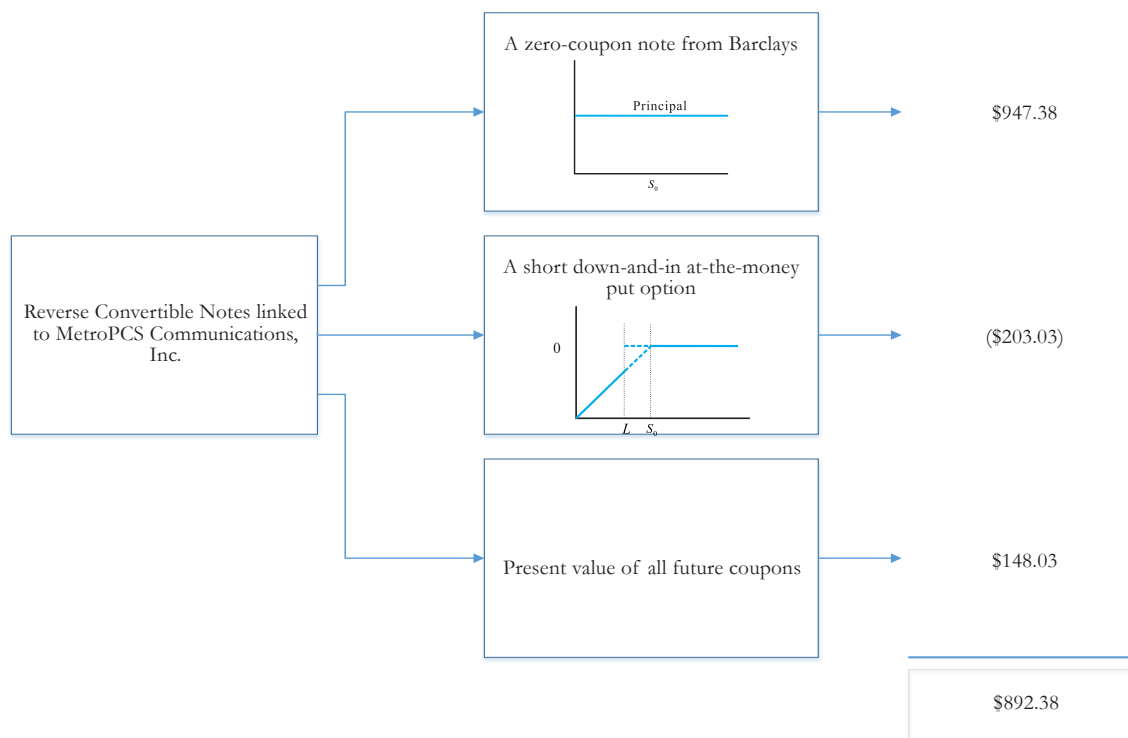 A zero-coupon note from Barclays
Principal
S₀
$947.38
Reverse Convertible Notes linked
to MetroPCS Communications,
Inc.
A short down-and-in at-the-money
put option
0
L S₀
($203.03)
Present value of all future coupons
$148.03
$892.38